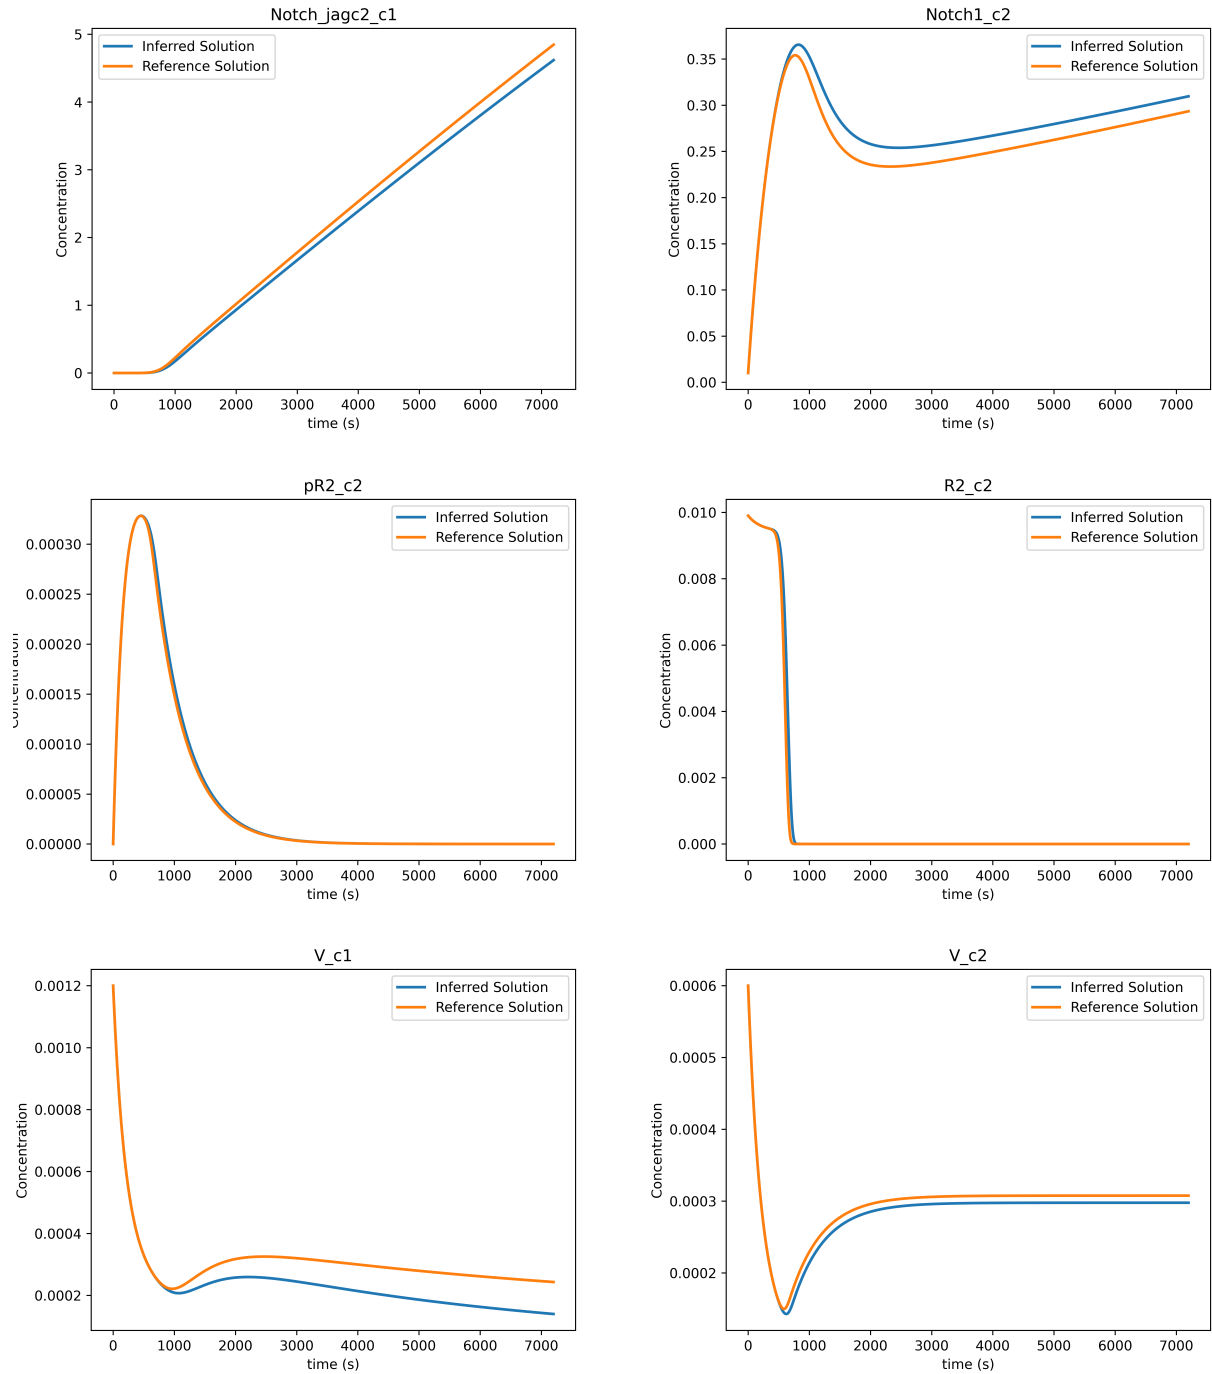 Notch_jagc2_c1
Inferred Solution
Reference Solution
5
4
3
2
1
0
Concentration
0 1000 2000 3000 4000 5000 6000 7000
time (s)
Notch1_c2
Inferred Solution
Reference Solution
0.35
0.30
0.25
0.20
0.15
0.10
0.05
0.00
Concentration
0 1000 2000 3000 4000 5000 6000 7000
time (s)
pR2_c2
Inferred Solution
Reference Solution
0.00030
0.00025
0.00020
0.00015
0.00010
0.00005
0.00000
Concentration
0 1000 2000 3000 4000 5000 6000 7000
time (s)
R2_c2
Inferred Solution
Reference Solution
0.010
0.008
0.006
0.004
0.002
0.000
Concentration
0 1000 2000 3000 4000 5000 6000 7000
time (s)
V_c1
Inferred Solution
Reference Solution
0.0012
0.0010
0.0008
0.0006
0.0004
0.0002
Concentration
0 1000 2000 3000 4000 5000 6000 7000
time (s)
V_c2
Inferred Solution
Reference Solution
0.0006
0.0005
0.0004
0.0003
0.0002
Concentration
0 1000 2000 3000 4000 5000 6000 7000
time (s)